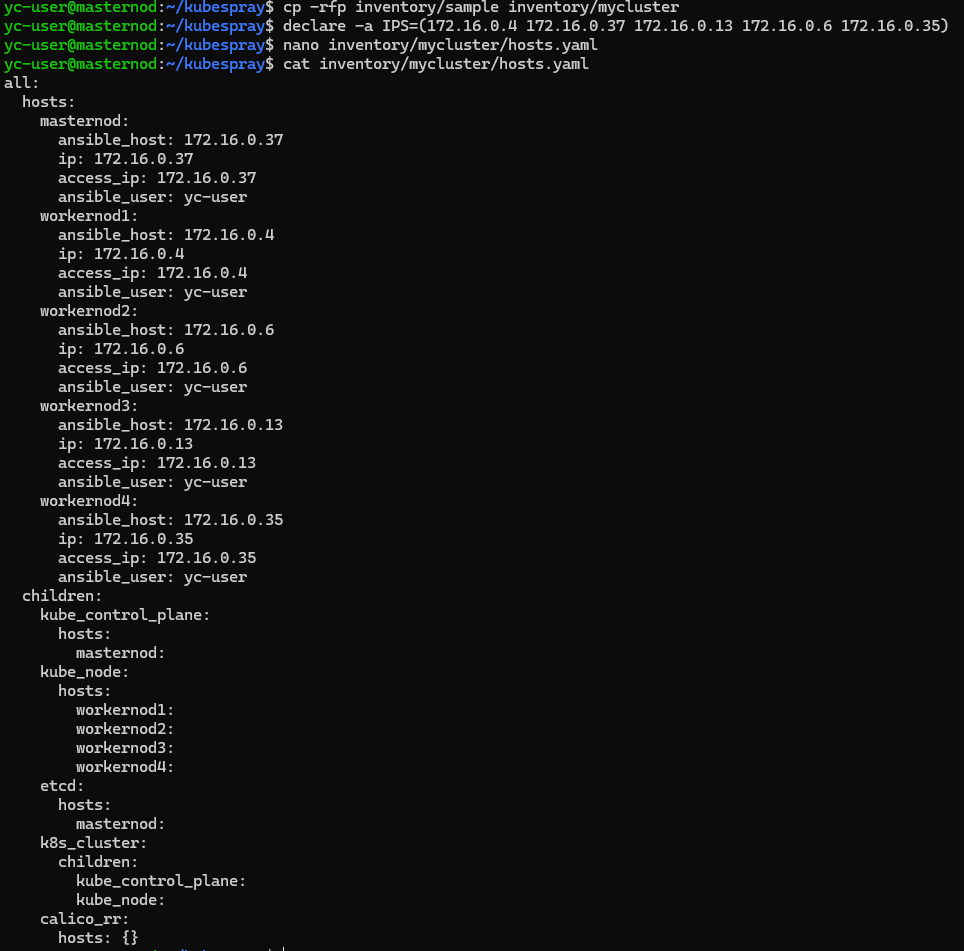 yc-user@masternod:~/kubespray$ cp -rfp inventory/sample inventory/mycluster
yc-user@masternod:~/kubespray$ declare -a IPS=(172.16.0.4 172.16.0.37 172.16.0.13 172.16.0.6 172.16.0.35)
yc-user@masternod:~/kubespray$ nano inventory/mycluster/hosts.yaml
yc-user@masternod:~/kubespray$ cat inventory/mycluster/hosts.yaml
all:
  hosts:
    masternod:
      ansible_host: 172.16.0.37
      ip: 172.16.0.37
      access_ip: 172.16.0.37
      ansible_user: yc-user
    workernod1:
      ansible_host: 172.16.0.4
      ip: 172.16.0.4
      access_ip: 172.16.0.4
      ansible_user: yc-user
    workernod2:
      ansible_host: 172.16.0.6
      ip: 172.16.0.6
      access_ip: 172.16.0.6
      ansible_user: yc-user
    workernod3:
      ansible_host: 172.16.0.13
      ip: 172.16.0.13
      access_ip: 172.16.0.13
      ansible_user: yc-user
    workernod4:
      ansible_host: 172.16.0.35
      ip: 172.16.0.35
      access_ip: 172.16.0.35
      ansible_user: yc-user
  children:
    kube_control_plane:
      hosts:
        masternod:
    kube_node:
      hosts:
        workernod1:
        workernod2:
        workernod3:
        workernod4:
    etcd:
      hosts:
        masternod:
    k8s_cluster:
      children:
        kube_control_plane:
        kube_node:
    calico_rr:
      hosts: {}